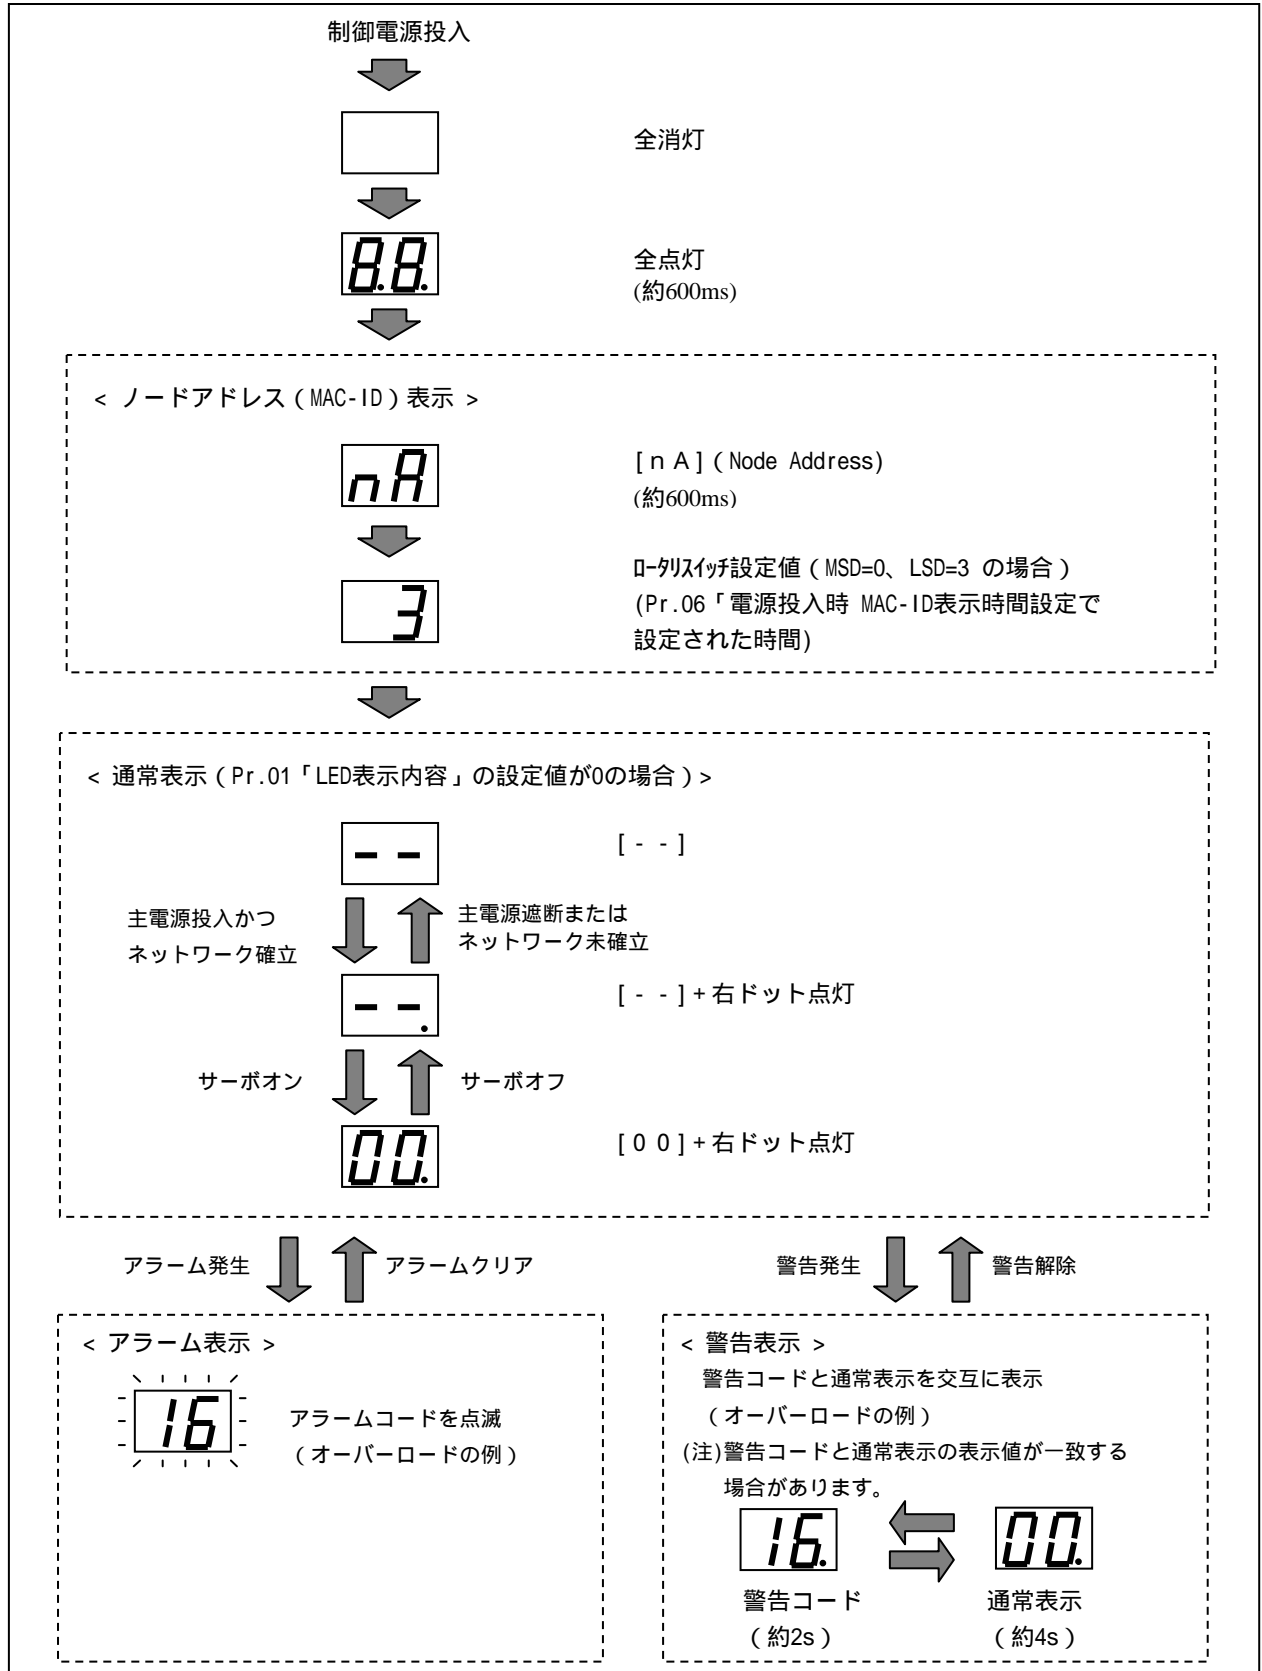 制御電源投入
全消灯
8.8.
全点灯
(約600ms)
< ノードアドレス(MAC-ID)表示 >
nA
[ n A ](Node Address)
(約600ms)
3
ﾛｰﾀﾘｽｲｯﾁ設定値(MSD=0、LSD=3 の場合)
(Pr.06「電源投入時 MAC-ID表示時間設定で
設定された時間)
< 通常表示(Pr.01「LED表示内容」の設定値が0の場合)>
- -
[ - - ]
主電源投入かつ
ネットワーク確立
主電源遮断または
ネットワーク未確立
- -.
[ - - ]+右ドット点灯
サーボオン
サーボオフ
00.
[ 0 0 ]+右ドット点灯
アラーム発生
アラームクリア
警告発生
警告解除
< アラーム表示 >
16
アラームコードを点滅
(オーバーロードの例)
< 警告表示 >
警告コードと通常表示を交互に表示
(オーバーロードの例)
(注)警告コードと通常表示の表示値が一致する
場合があります。
16.
00.
警告コード
(約2s)
通常表示
(約4s)